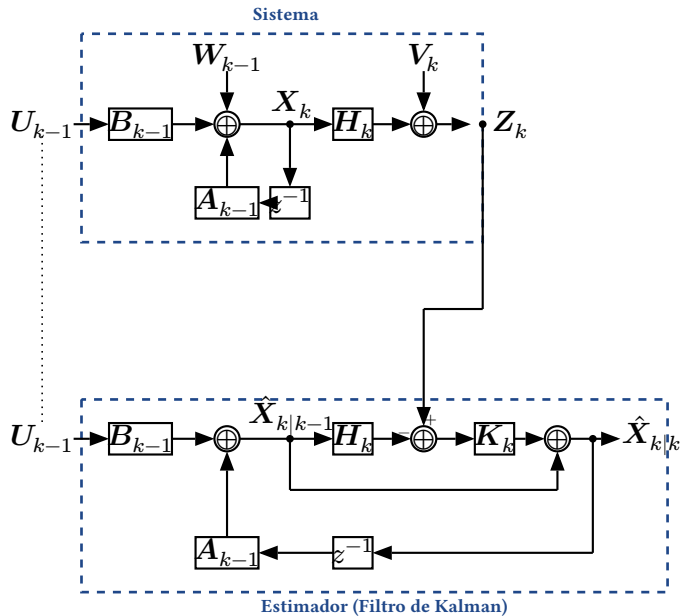 Sistema
W_{k−1} V_k
U_{k−1} B_{k−1} X_k H_k Z_k
A_{k−1} z^{−1}
X̂_{k|k−1} − +
U_{k−1} B_{k−1} H_k K_k X̂_{k|k}
A_{k−1} z^{−1}
Estimador (Filtro de Kalman)